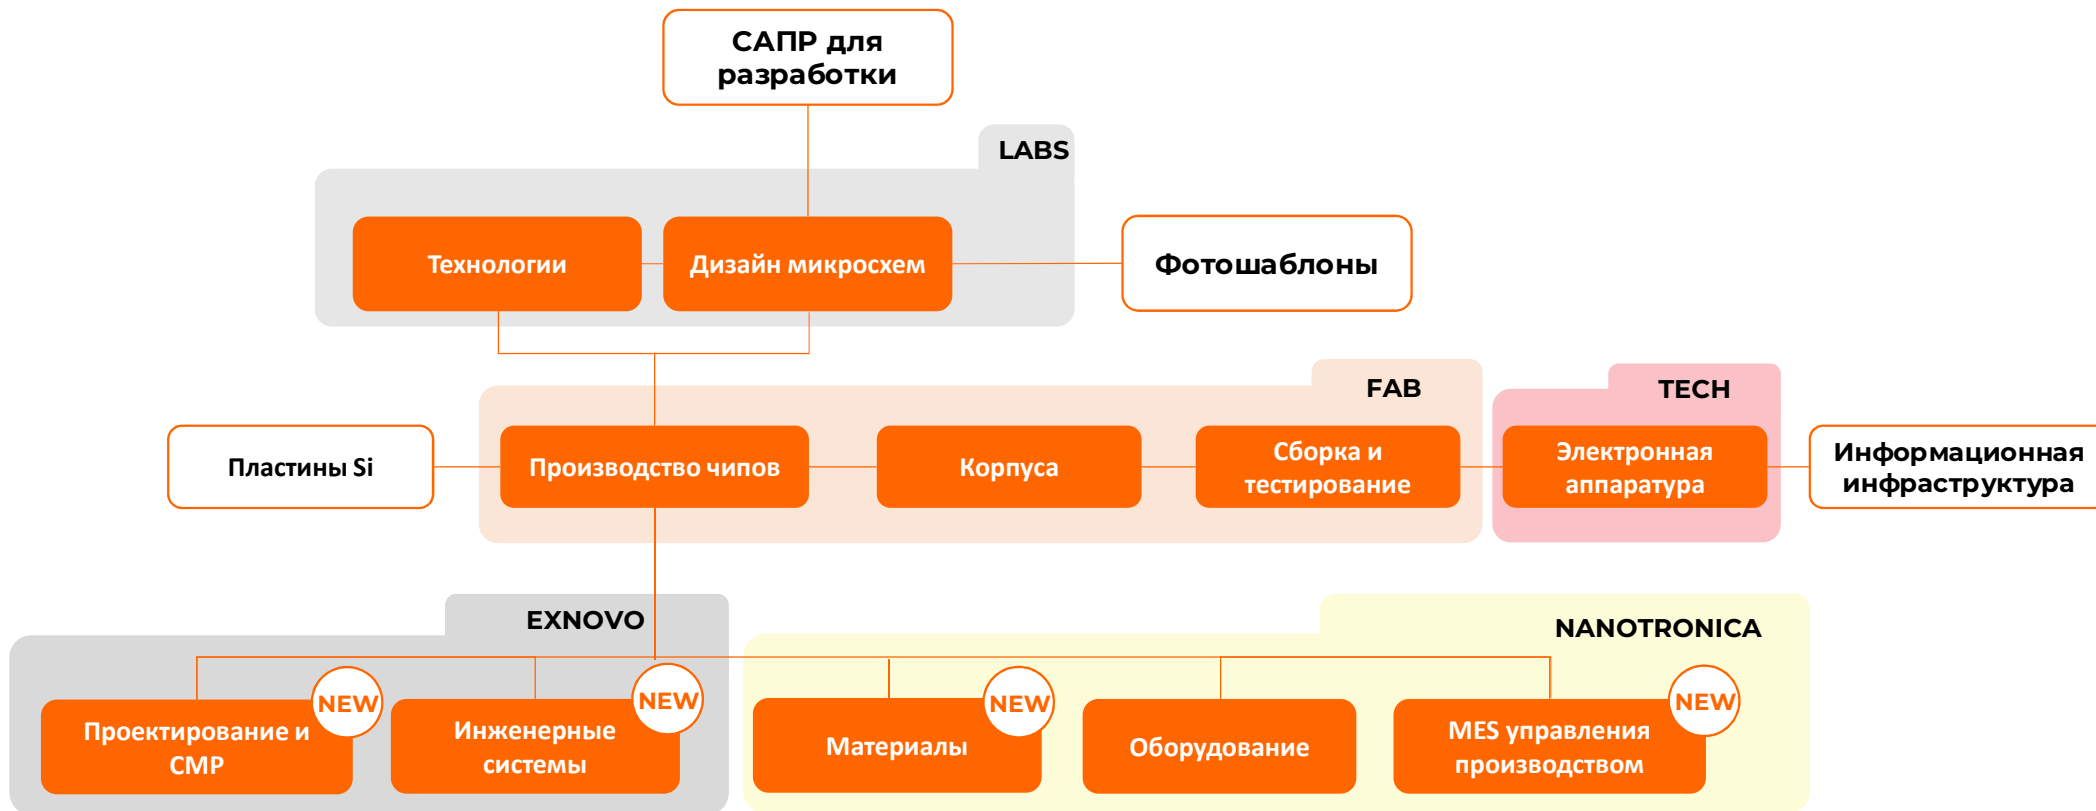 САПР для
разработки
LABS
Технологии
Дизайн микросхем
Фотошаблоны
FAB
TECH
Пластины Si
Производство чипов
Корпуса
Сборка и
тестирование
Электронная
аппаратура
Информационная
инфраструктура
EXNOVO
NANOTRONICA
Проектирование и
СМР
NEW
Инженерные
системы
NEW
Материалы
NEW
Оборудование
MES управления
производством
NEW